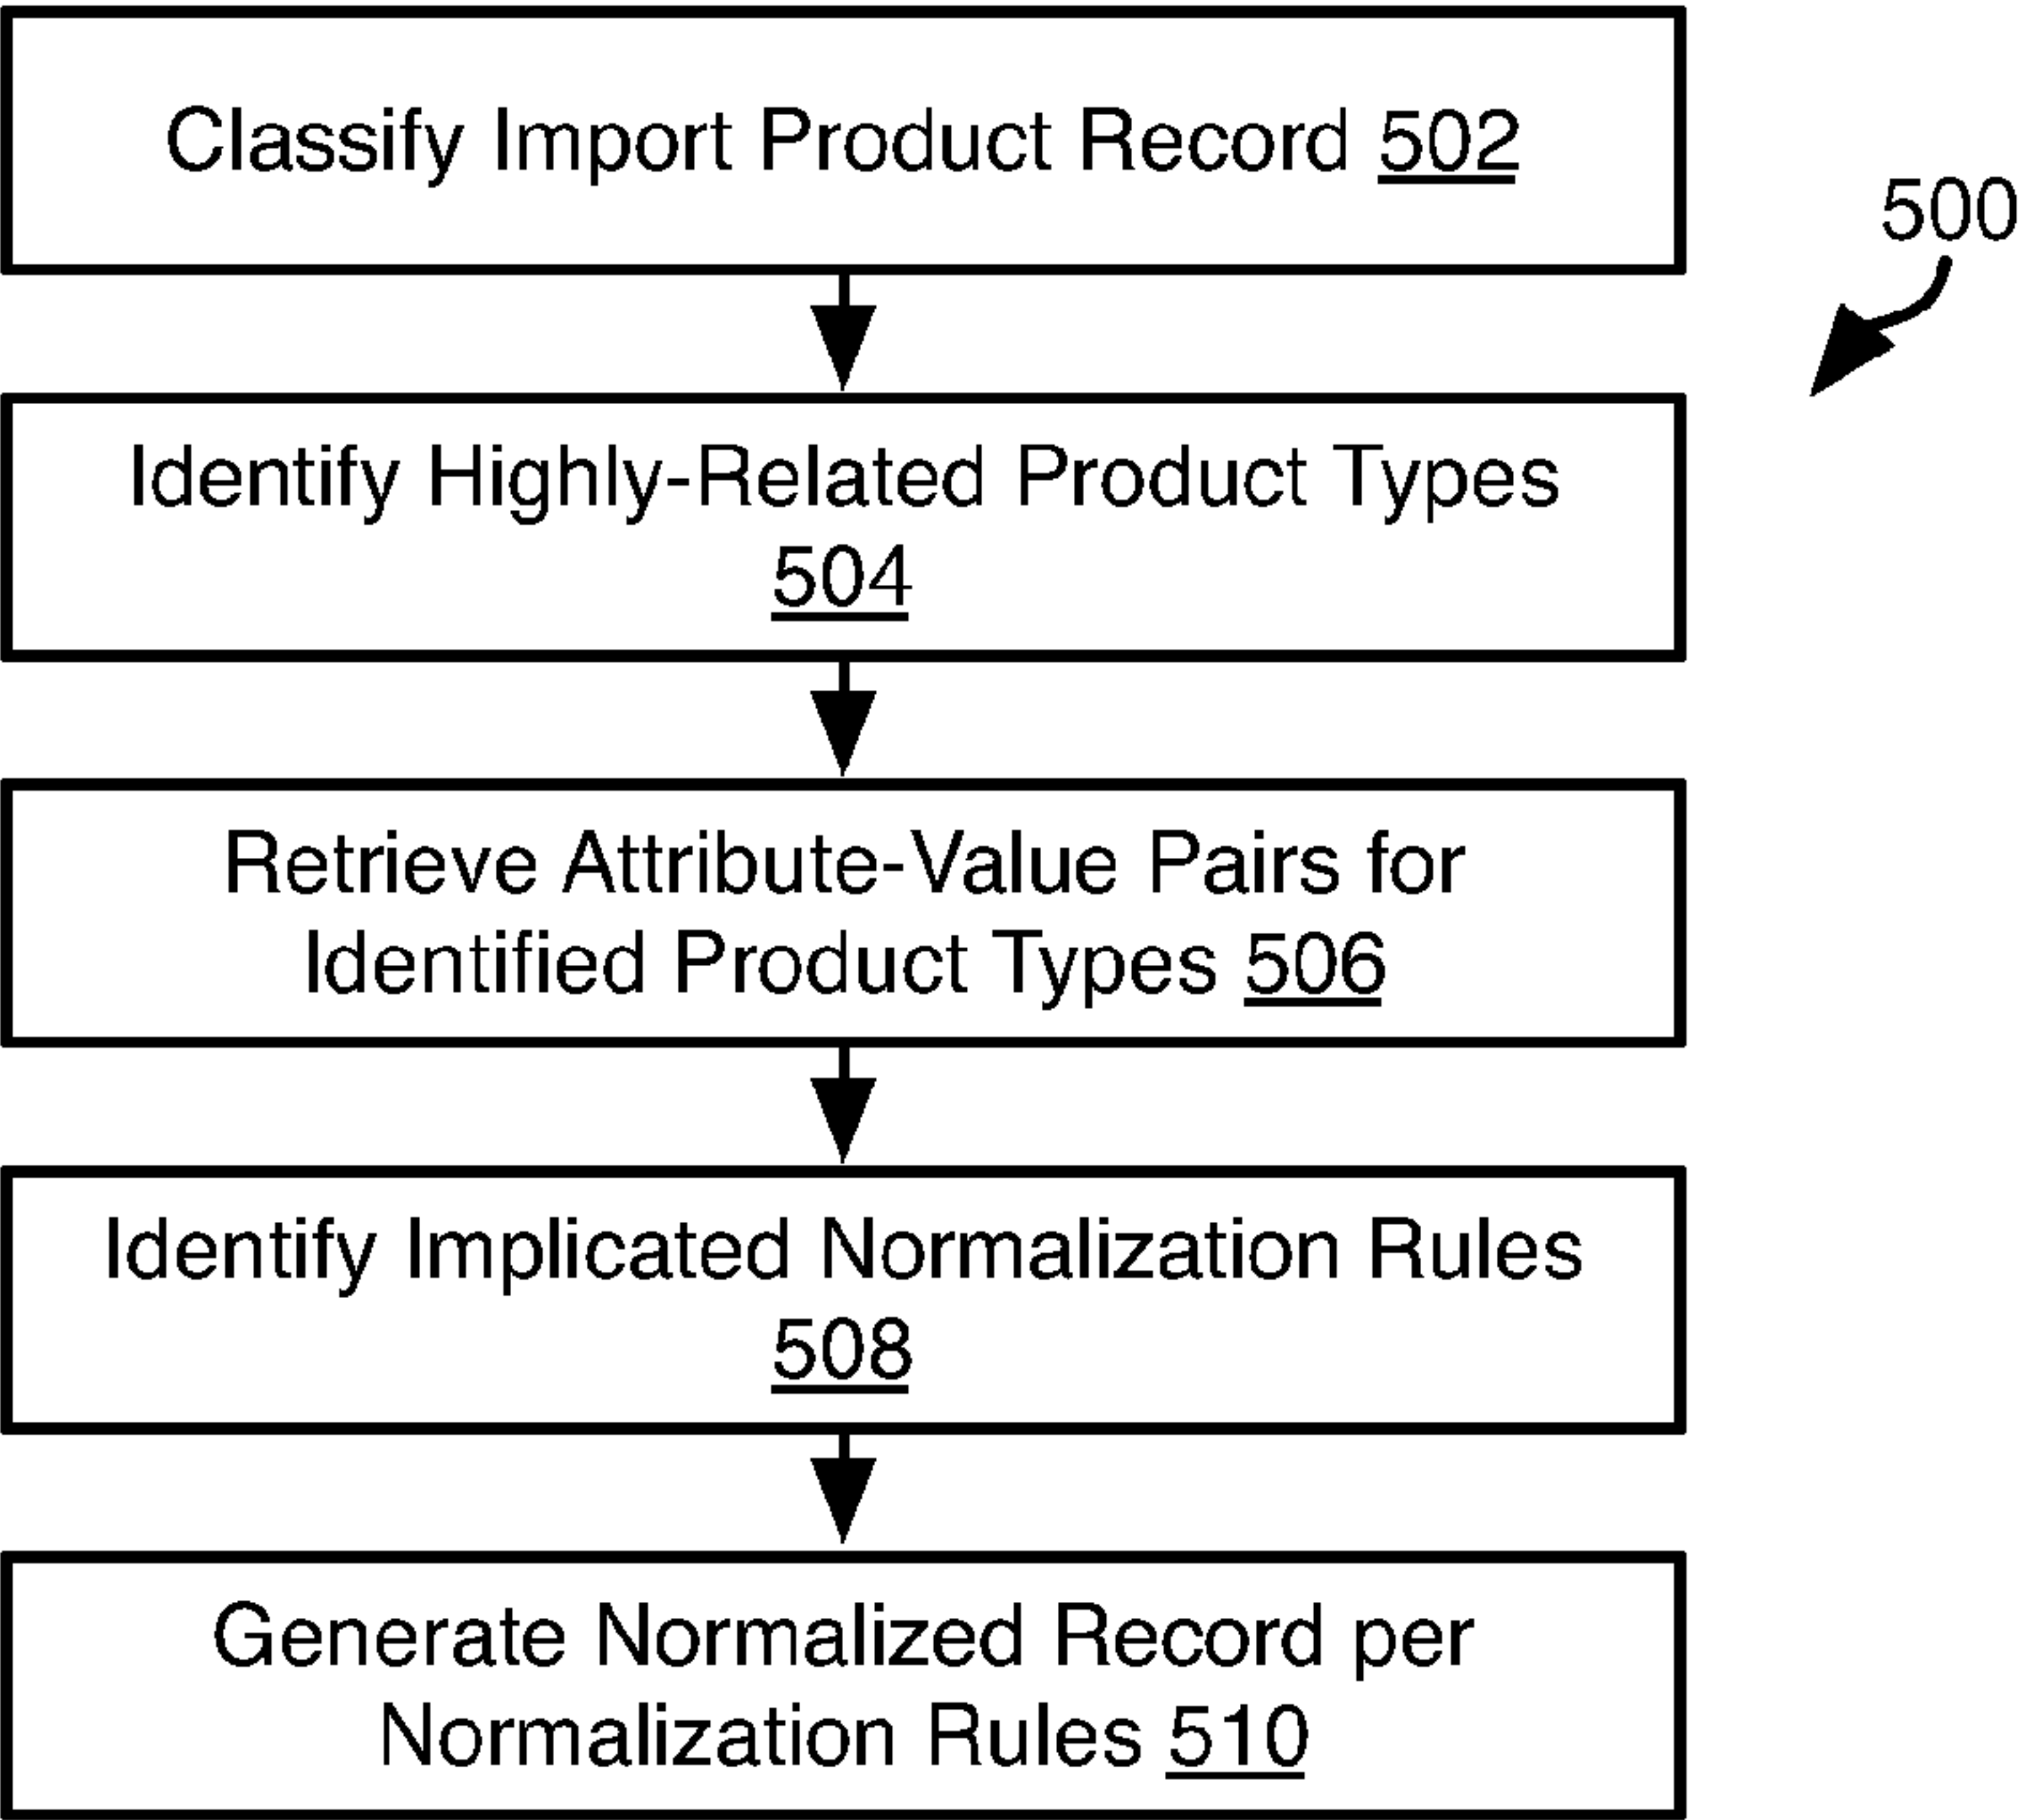 Classify Import Product Record 502
500
Identify Highly-Related Product Types
504
Retrieve Attribute-Value Pairs for
Identified Product Types 506
Identify Implicated Normalization Rules
508
Generate Normalized Record per
Normalization Rules 510